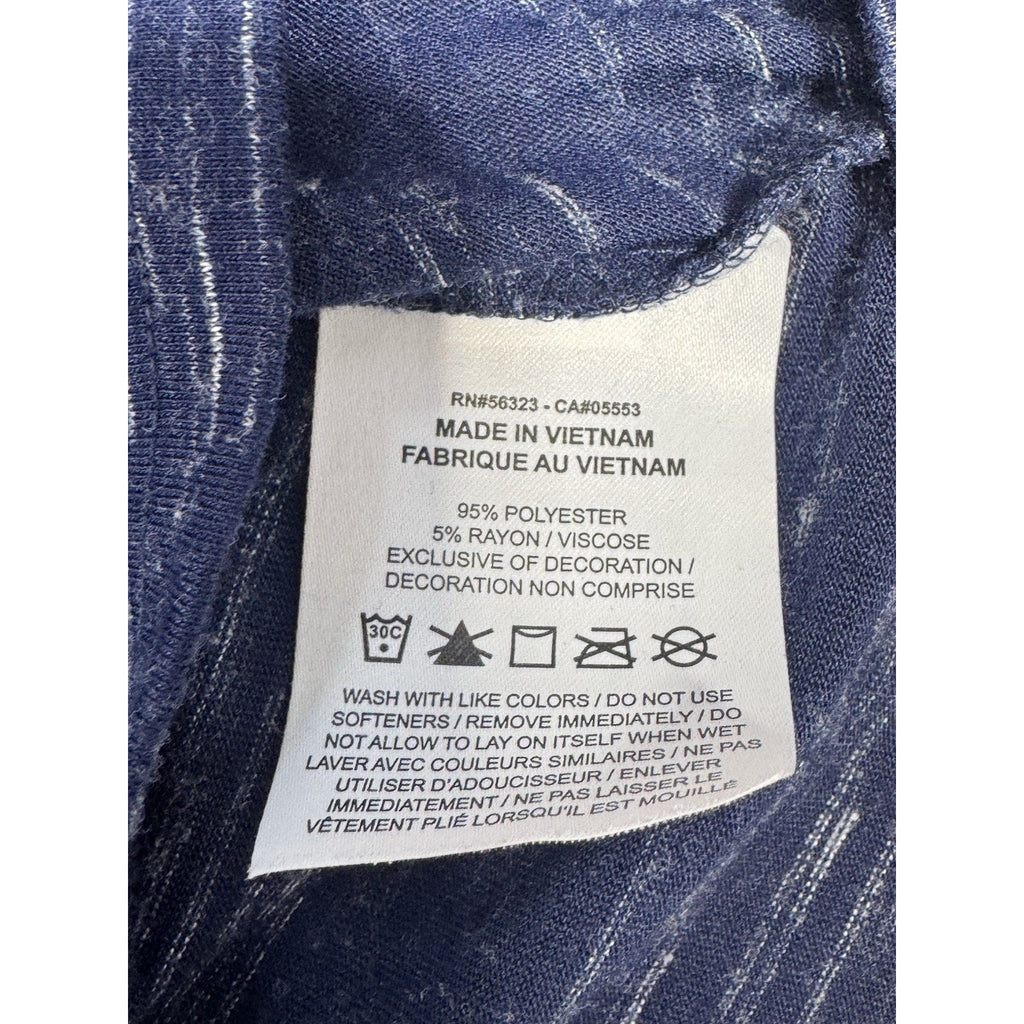 RN#56323 - CA#05553
MADE IN VIETNAM
FABRIQUE AU VIETNAM
95% POLYESTER
5% RAYON / VISCOSE
EXCLUSIVE OF DECORATION /
DECORATION NON COMPRISE
30C
WASH WITH LIKE COLORS / DO NOT USE
SOFTENERS / REMOVE IMMEDIATELY / DO
NOT ALLOW TO LAY ON ITSELF WHEN WET
LAVER AVEC COULEURS SIMILAIRES / NE PAS
UTILISER D'ADOUCISSEUR / ENLEVER
IMMEDIATEMENT / NE PAS LAISSER LE
VÊTEMENT PLIÉ LORSQU'IL EST MOUILLÉ